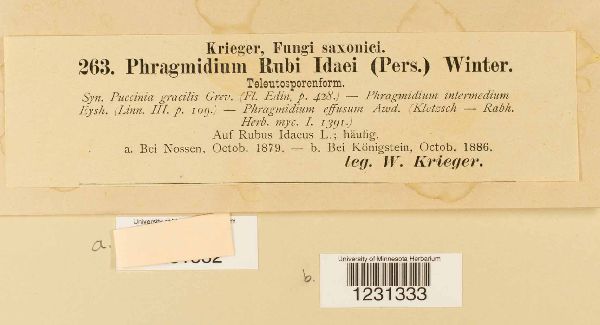 Krieger, Fungi saxonici.
263. Phragmidium Rubi Idaei (Pers.) Winter.
Teleutosporenform.
Syn. Puccinia gracilis Grev. (Fl. Edin, p. 428.) — Phragmidium intermedium
Eysh. (Linn. III. p. 109.) — Phragmidium effusum Awd. (Kletzsch — Rabh.
Herb. myc. I. 1391.)
Auf Rubus Idaeus L.; häufig.
a. Bei Nossen, Octob. 1879. — b. Bei Königstein, Octob. 1886.
leg. W. Krieger.
a.
b.
University of Minnesota Herbarium
1231333